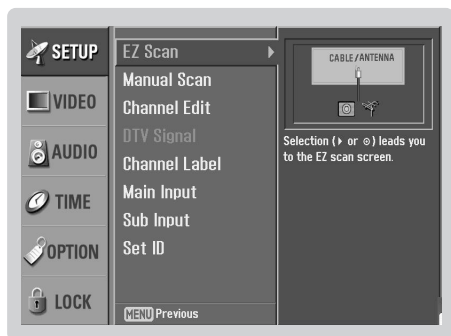 SETUP
VIDEO
AUDIO
TIME
OPTION
LOCK
EZ Scan
Manual Scan
Channel Edit
DTV Signal
Channel Label
Main Input
Sub Input
Set ID
MENU Previous
CABLE/ANTENNA
Selection (▶ or ⊙) leads you
to the EZ scan screen.